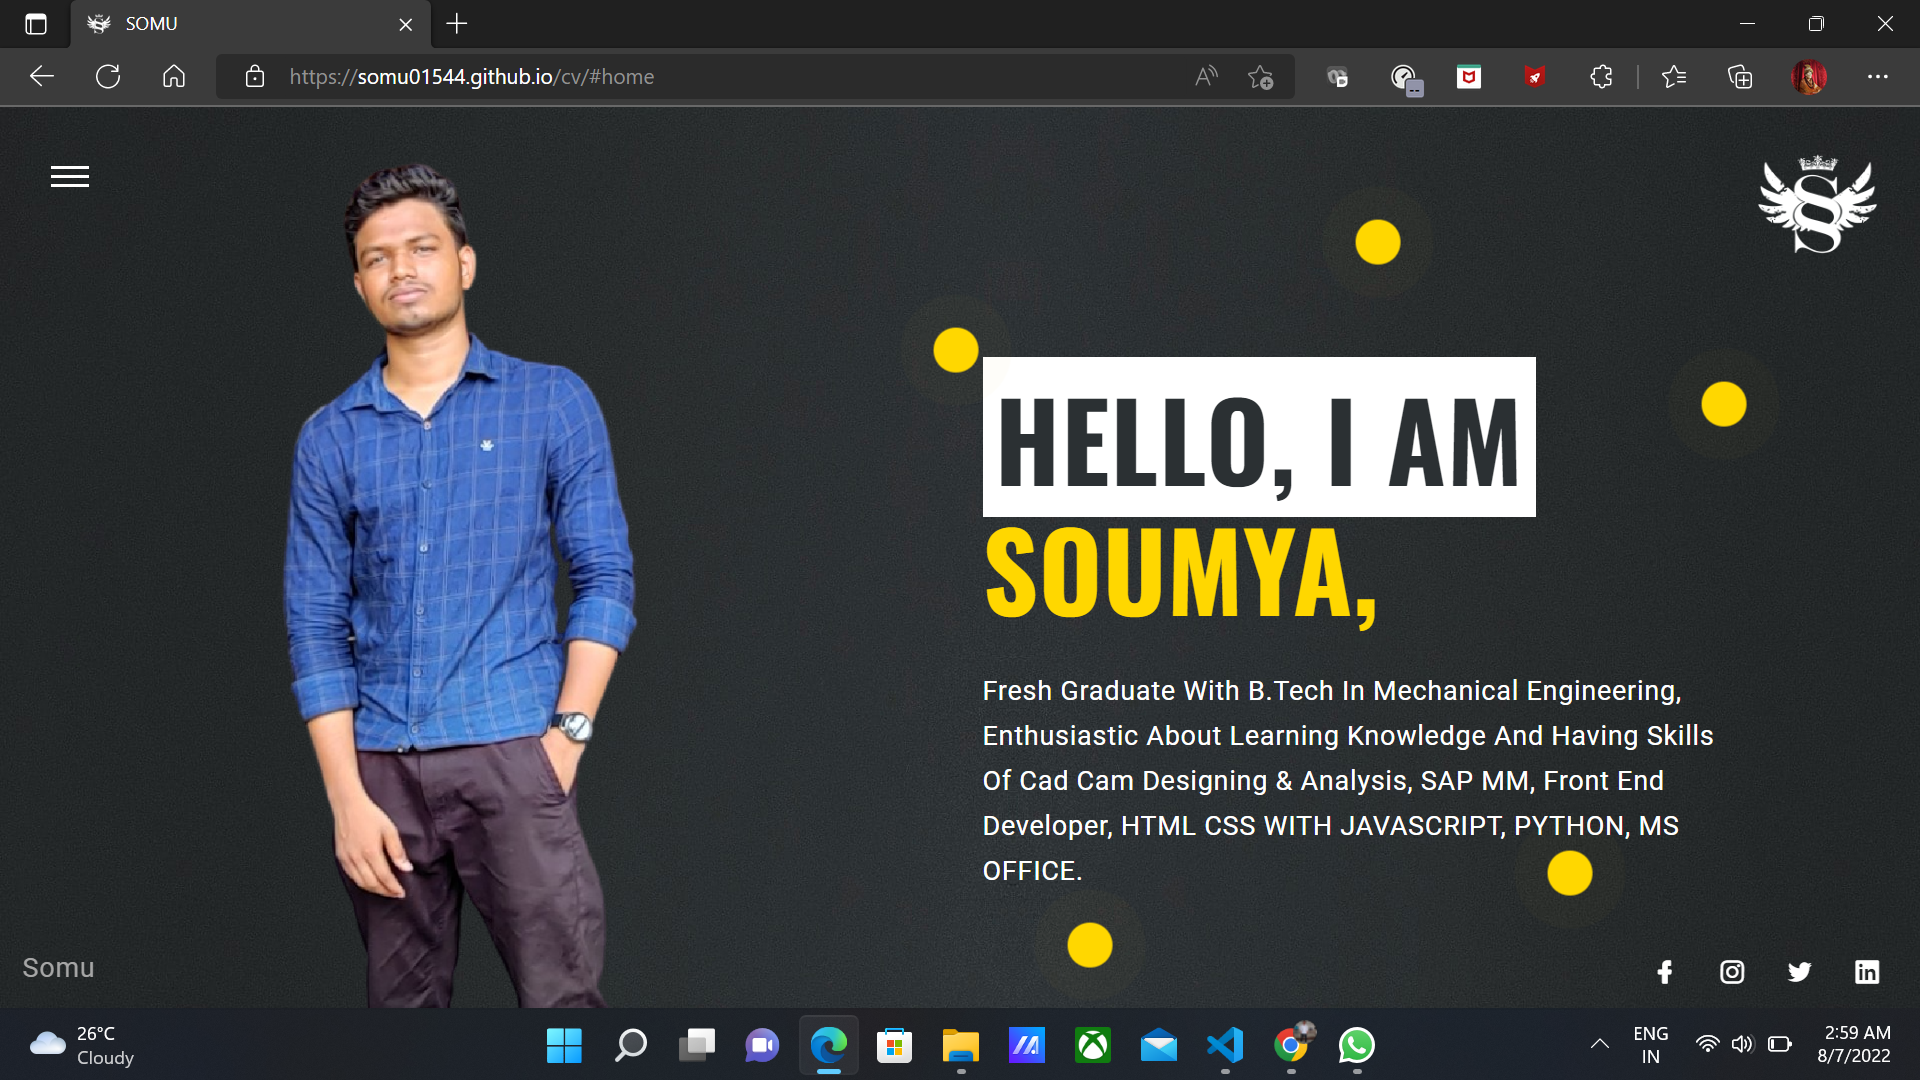 SOMU
https://somu01544.github.io/cv/#home
HELLO, I AM
SOUMYA,
Fresh Graduate With B.Tech In Mechanical Engineering,
Enthusiastic About Learning Knowledge And Having Skills
Of Cad Cam Designing & Analysis, SAP MM, Front End
Developer, HTML CSS WITH JAVASCRIPT, PYTHON, MS
OFFICE.
Somu
26°C
Cloudy
ENG
IN
2:59 AM
8/7/2022